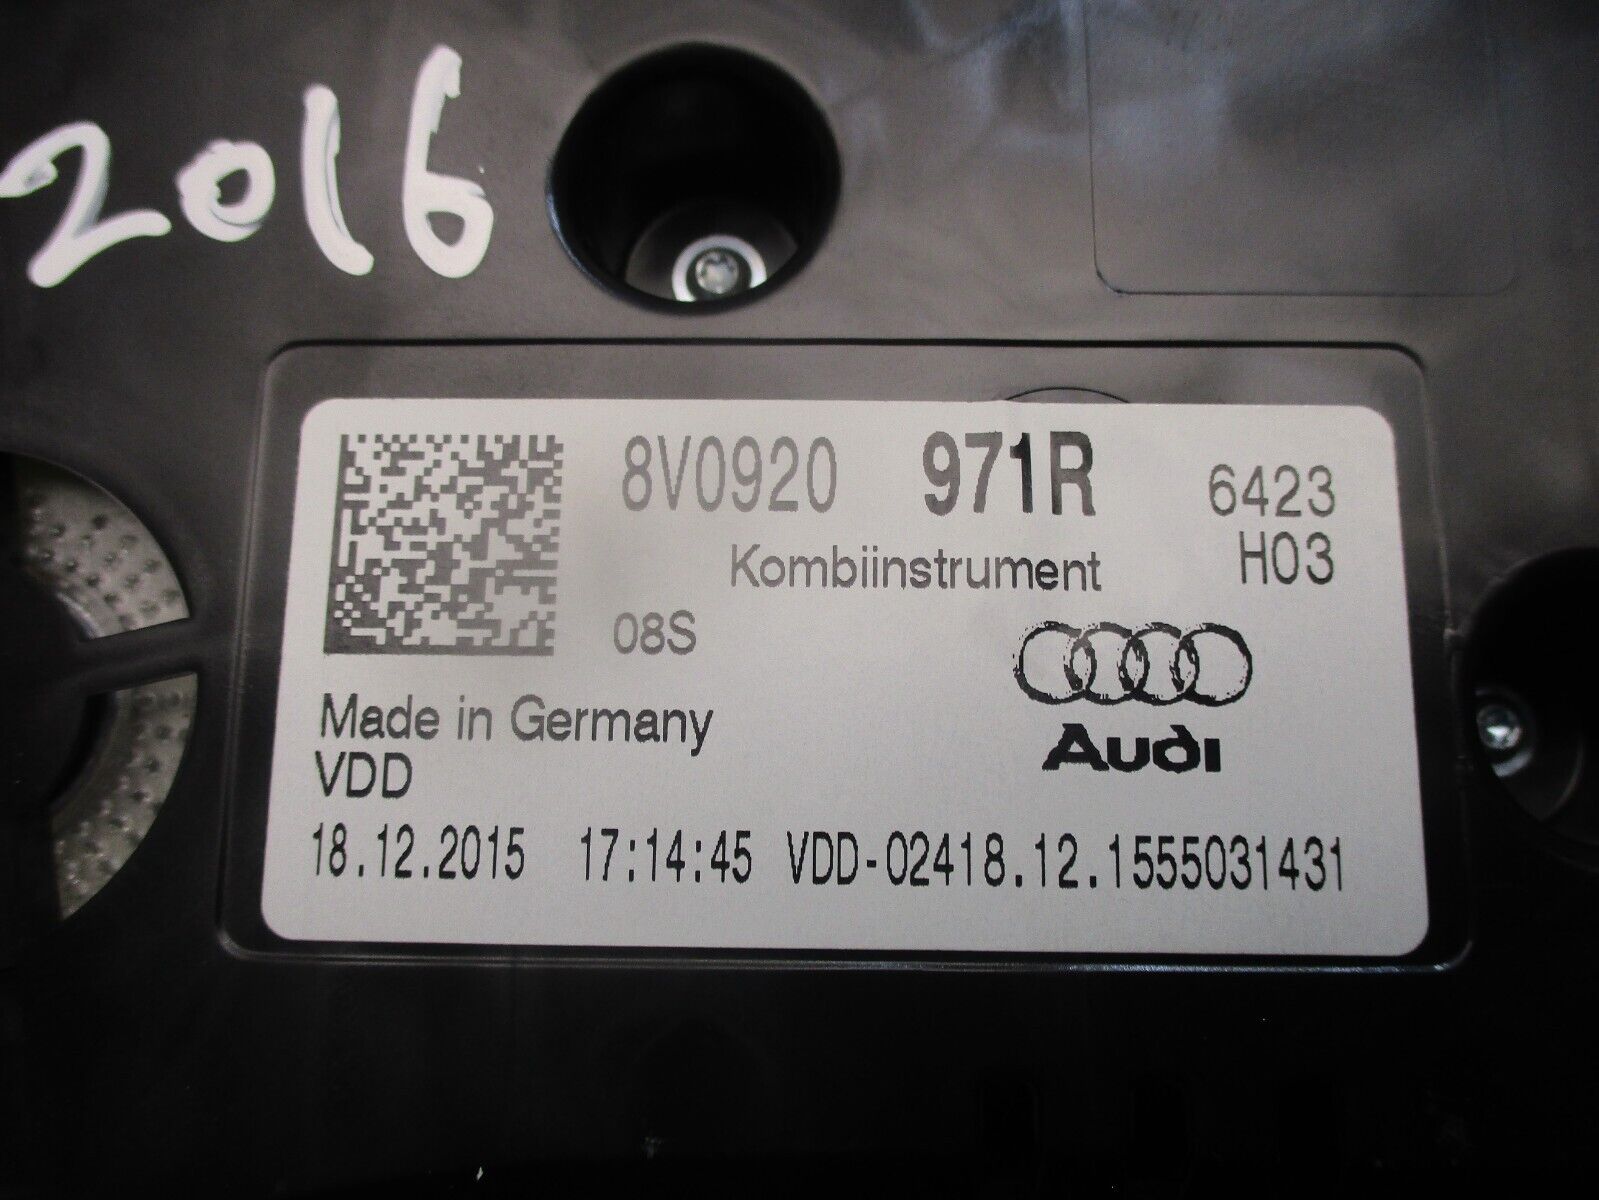 2016
8V0920 971R 6423
Kombiinstrument H03
08S
Audi
Made in Germany
VDD
18.12.2015 17:14:45 VDD-02418.12.1555031431